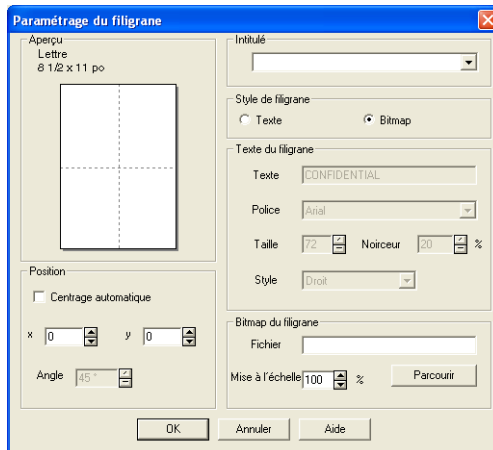 Paramétrage du filigrane
Aperçu
Lettre
8 1/2 x 11 po
Position
Centrage automatique
x 0 y 0
Angle 45 °
Intitulé
Style de filigrane
Texte Bitmap
Texte du filigrane
Texte CONFIDENTIAL
Police Arial
Taille 72 Noirceur 20 %
Style Droit
Bitmap du filigrane
Fichier
Mise à l'échelle 100 % Parcourir
OK Annuler Aide